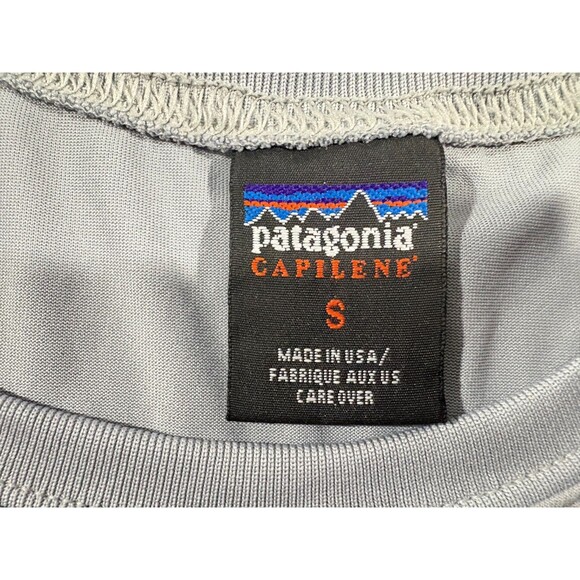 patagonia®
CAPILENE®
S
MADE IN USA/
FABRIQUE AUX US
CARE OVER